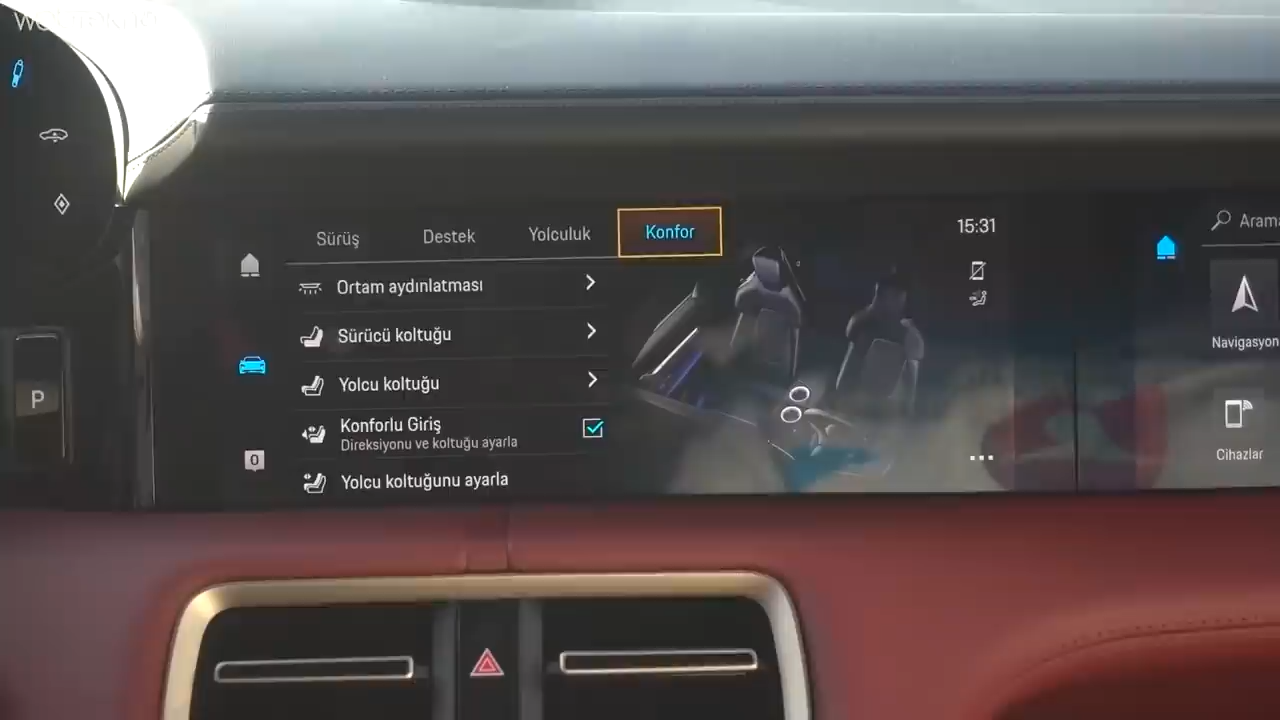 Sürüş
Destek
Yolculuk
Konfor
15:31
Arama
Ortam aydınlatması
Sürücü koltuğu
Yolcu koltuğu
Konforlu Giriş
Direksiyonu ve koltuğu ayarla
Yolcu koltuğunu ayarla
Navigasyon
Cihazlar
P
0